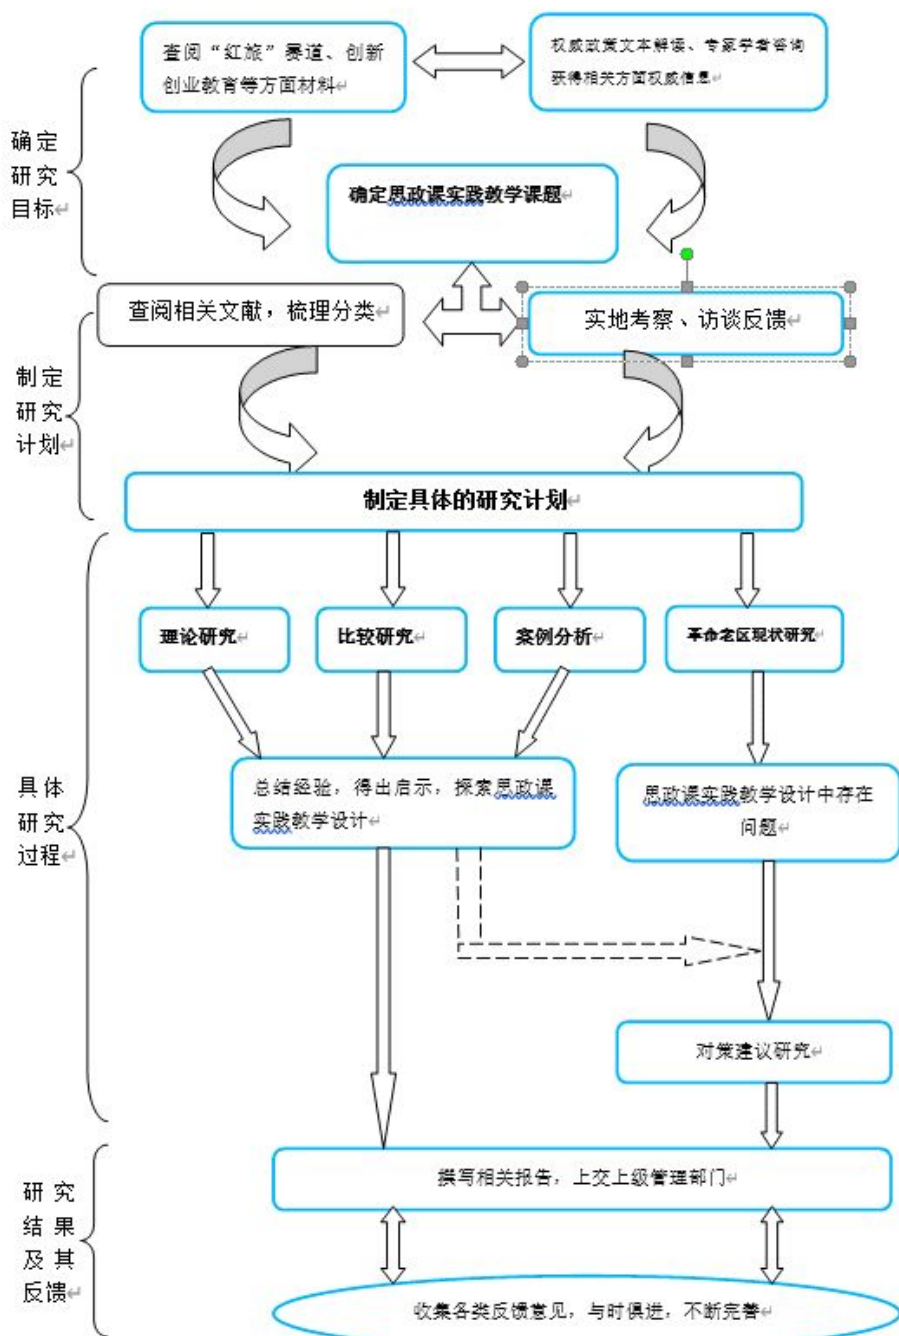 查阅“红旅”赛道、创新
创业教育等方面材料
权威政策文本解读、专家学者咨询
获得相关方面权威信息
确定
研究
目标
确定思政课实践教学课题
查阅相关文献，梳理分类
实地考察、访谈反馈
制定
研究
计划
制定具体的研究计划
理论研究
比较研究
案例分析
革命老区现状研究
具体
研究
过程
总结经验，得出启示，探索思政课
实践教学设计
思政课实践教学设计中存在
问题
对策建议研究
研究
结果
及其
反馈
撰写相关报告，上交上级管理部门
收集各类反馈意见，与时俱进，不断完善